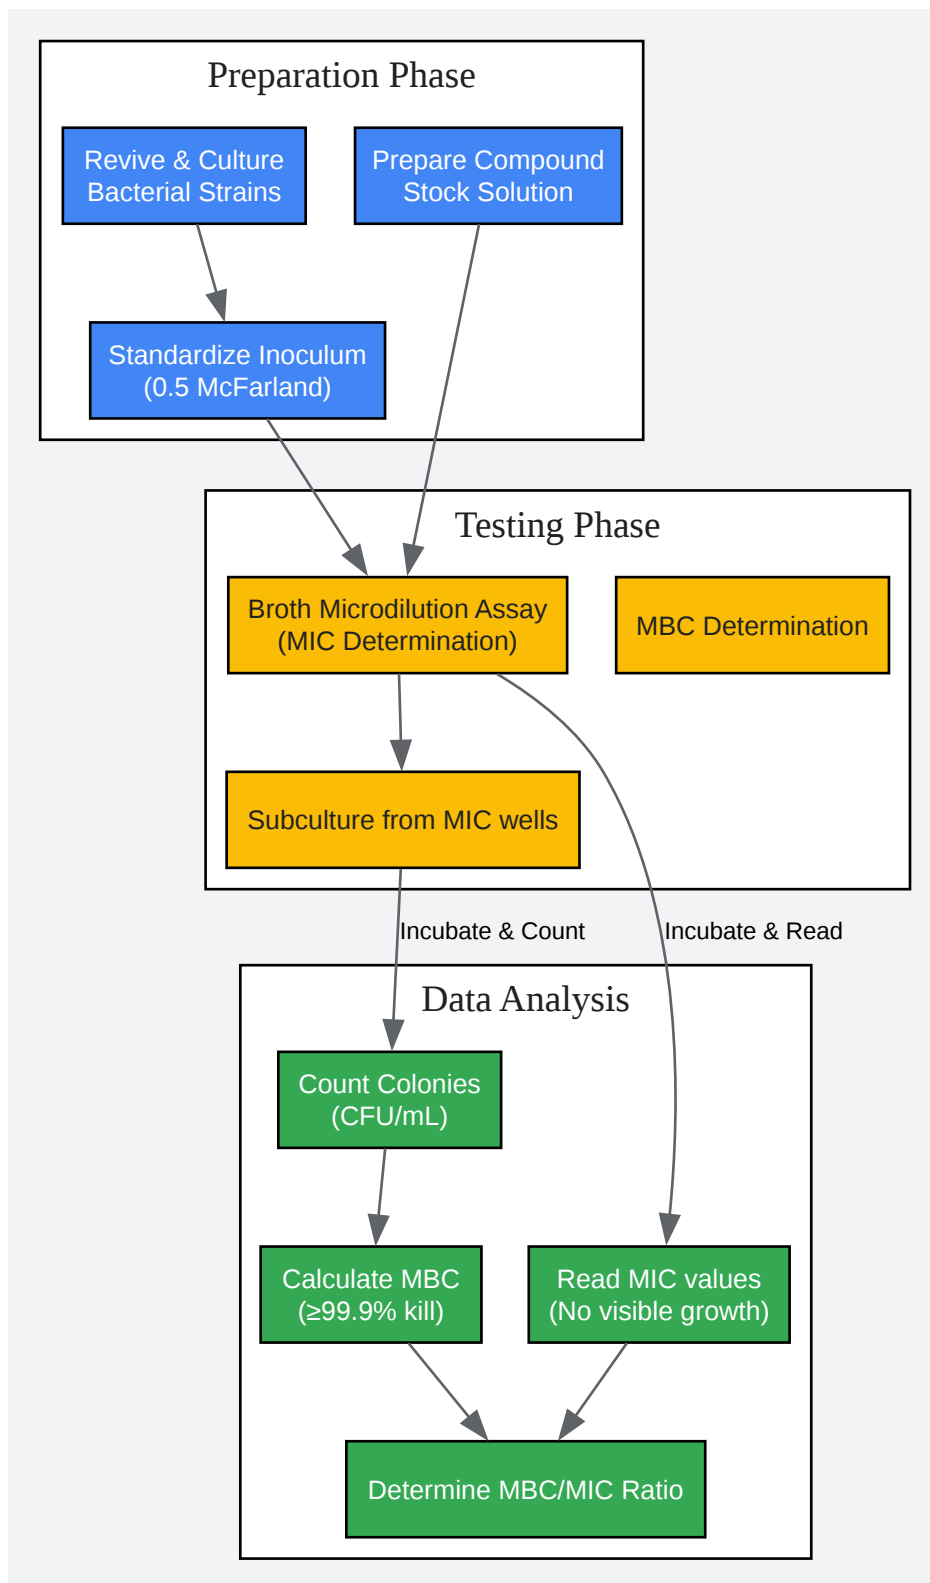 Preparation Phase
Revive & Culture
Bacterial Strains
Prepare Compound
Stock Solution
Standardize Inoculum
(0.5 McFarland)
Testing Phase
Broth Microdilution Assay
(MIC Determination)
MBC Determination
Subculture from MIC wells
Incubate & Count
Incubate & Read
Data Analysis
Count Colonies
(CFU/mL)
Calculate MBC
(≥99.9% kill)
Read MIC values
(No visible growth)
Determine MBC/MIC Ratio